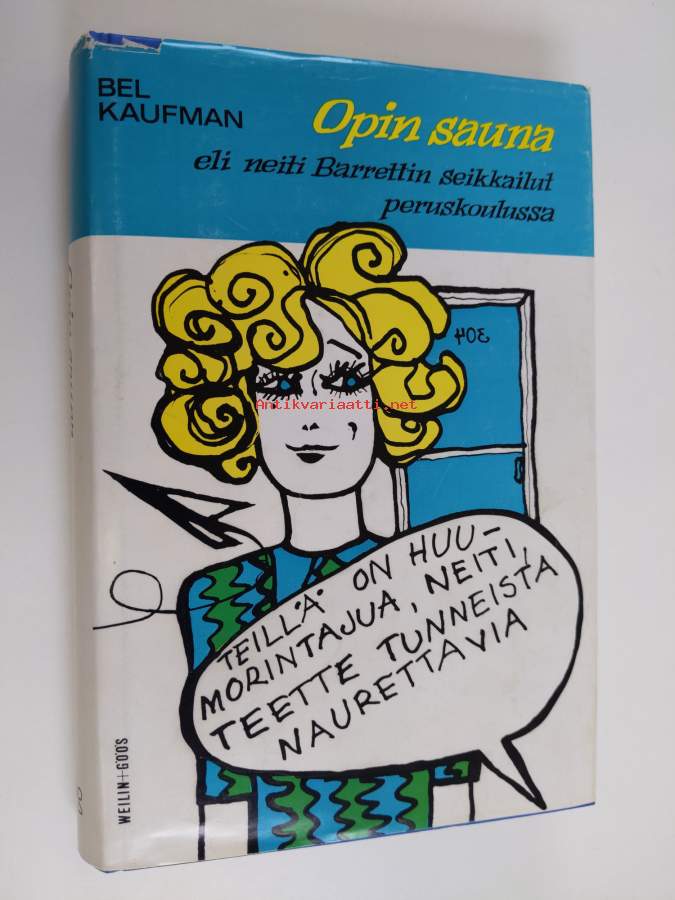 BEL
KAUFMAN
Opin sauna
eli neiti Barrettin seikkailut
peruskoulussa
Antikvariaatti.net
TEILLÄ ON HUU-
MORINTAJUA, NEITI,
TEETTE TUNNEISTA
NAURETTAVIA
WEILIN+GÖÖS